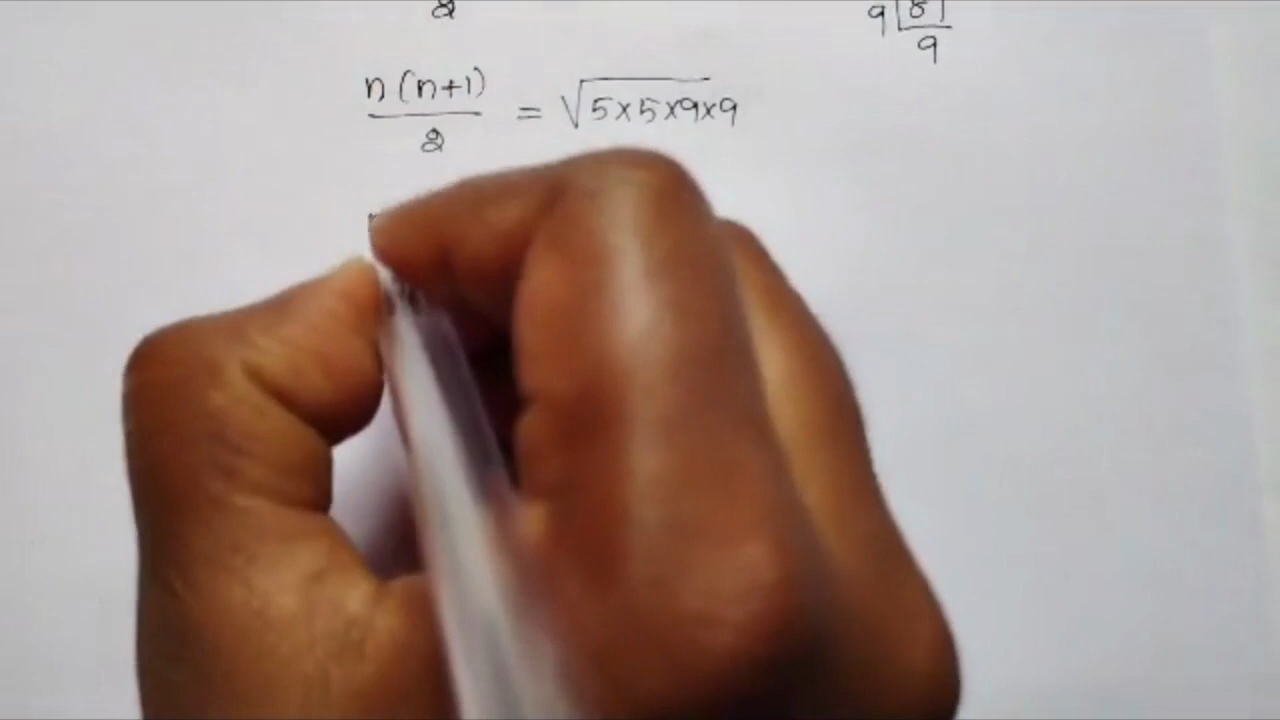 2
9 81
9
n (n+1) / 2 = √5×5×9×9